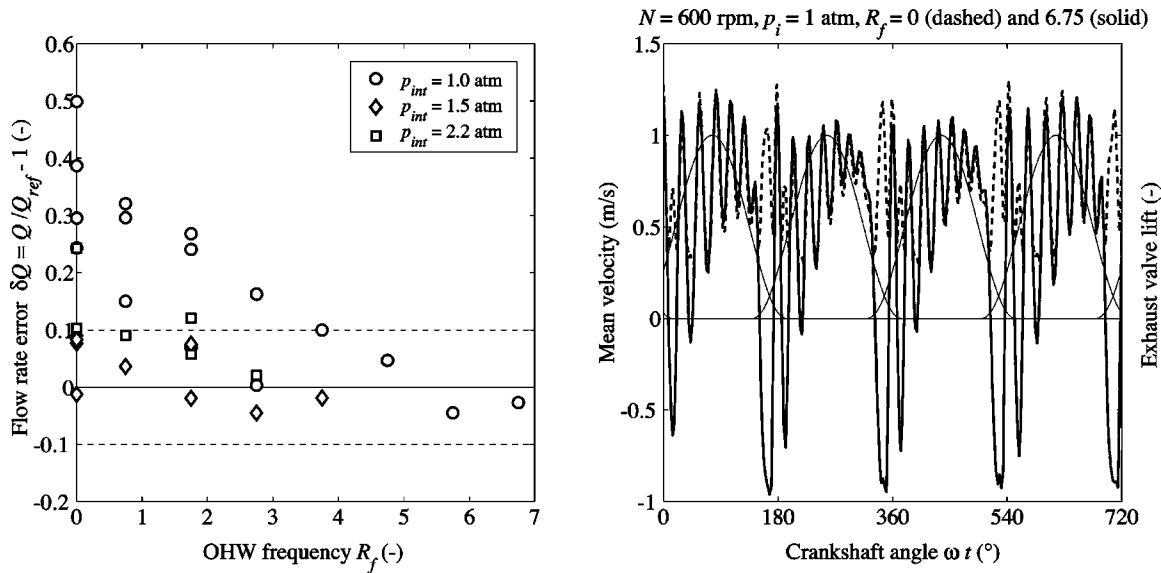 N = 600 rpm, p_i = 1 atm, R_f = 0 (dashed) and 6.75 (solid)
Flow rate error δQ = Q/Q_ref - 1 (-)
0.5
0.4
0.3
0.2
0.1
0
-0.1
-0.2
p_int = 1.0 atm
p_int = 1.5 atm
p_int = 2.2 atm
0 1 2 3 4 5 6 7
OHW frequency R_f (-)
Mean velocity (m/s)
1.5
1
0.5
0
-0.5
-1
0 180 360 540 720
Crankshaft angle ω t (°)
Exhaust valve lift (-)